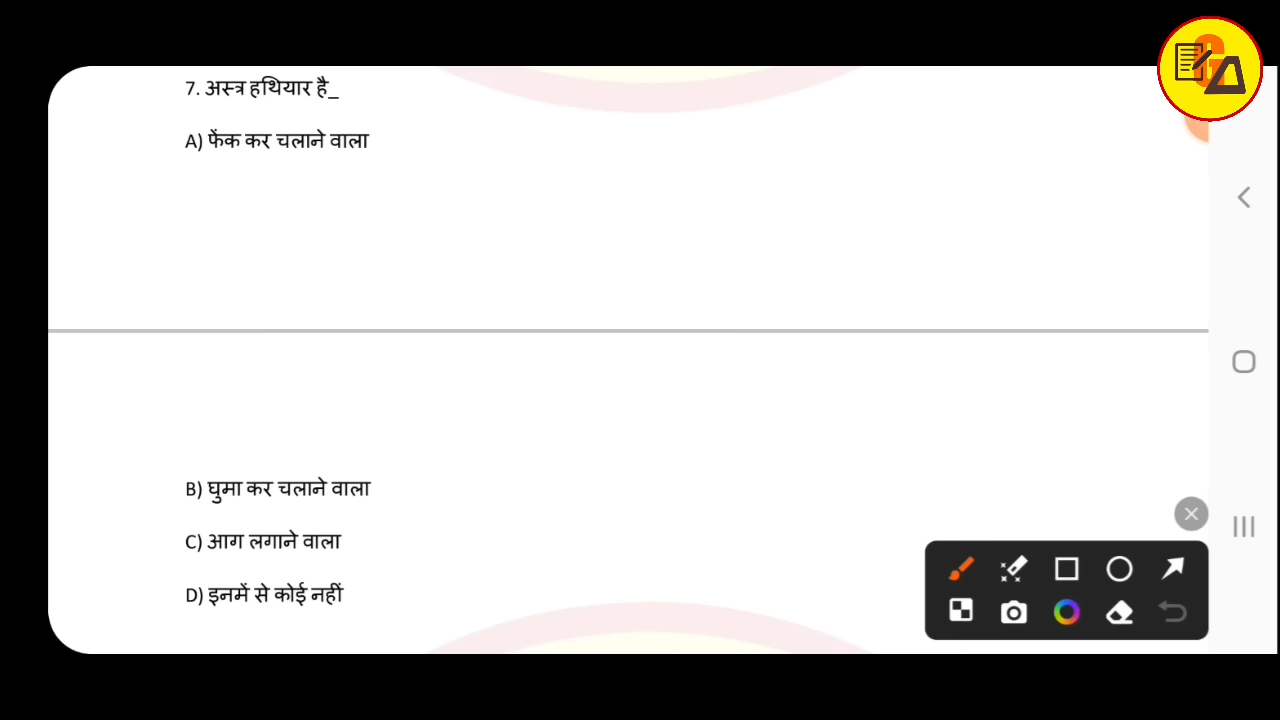 7. अस्त्र हथियार है_
A) फेंक कर चलाने वाला
B) घुमा कर चलाने वाला
C) आग लगाने वाला
D) इनमें से कोई नहीं